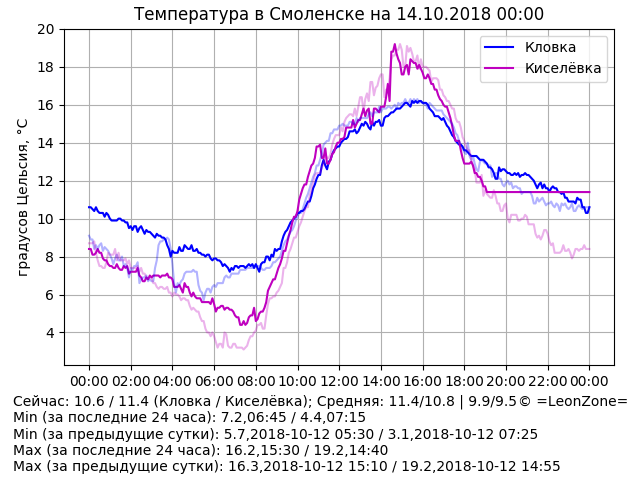 Температура в Смоленске на 14.10.2018 00:00
Кловка
Киселёвка
градусов Цельсия, °C
20
18
16
14
12
10
8
6
4
00:00 02:00 04:00 06:00 08:00 10:00 12:00 14:00 16:00 18:00 20:00 22:00 00:00
Сейчас: 10.6 / 11.4 (Кловка / Киселёвка); Средняя: 11.4/10.8 | 9.9/9.5© =LeonZone=
Min (за последние 24 часа): 7.2,06:45 / 4.4,07:15
Min (за предыдущие сутки): 5.7,2018-10-12 05:30 / 3.1,2018-10-12 07:25
Max (за последние 24 часа): 16.2,15:30 / 19.2,14:40
Max (за предыдущие сутки): 16.3,2018-10-12 15:10 / 19.2,2018-10-12 14:55